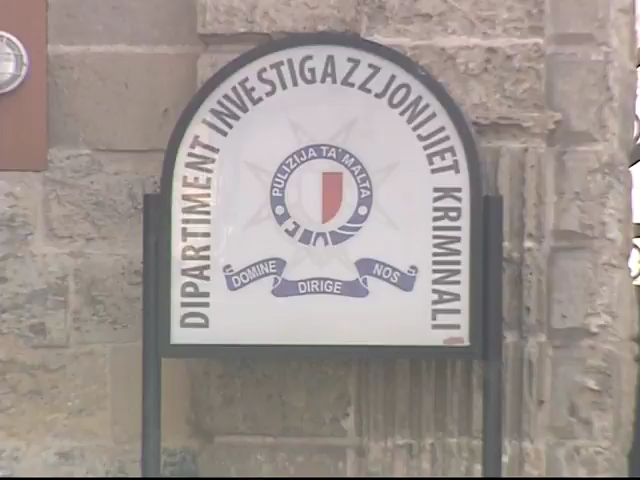 DIPARTIMENT INVESTIGAZZJONIJIET KRIMINALI
PULIZIJA TA' MALTA
DOMINE DIRIGE NOS